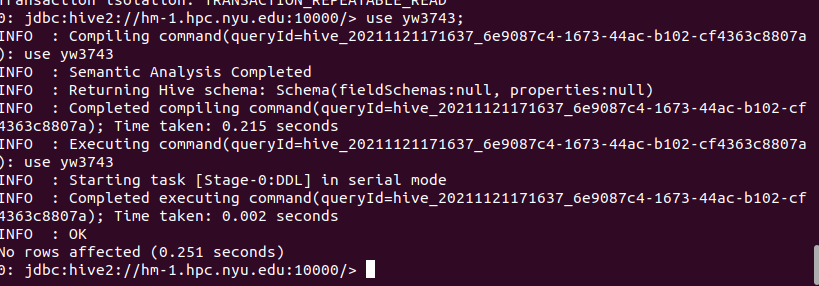 Transaction isolation: TRANSACTION_REPEATABLE_READ
0: jdbc:hive2://hm-1.hpc.nyu.edu:10000/> use yw3743;
INFO  : Compiling command(queryId=hive_20211121171637_6e9087c4-1673-44ac-b102-cf4363c8807a
): use yw3743
INFO  : Semantic Analysis Completed
INFO  : Returning Hive schema: Schema(fieldSchemas:null, properties:null)
INFO  : Completed compiling command(queryId=hive_20211121171637_6e9087c4-1673-44ac-b102-cf
4363c8807a); Time taken: 0.215 seconds
INFO  : Executing command(queryId=hive_20211121171637_6e9087c4-1673-44ac-b102-cf4363c8807a
): use yw3743
INFO  : Starting task [Stage-0:DDL] in serial mode
INFO  : Completed executing command(queryId=hive_20211121171637_6e9087c4-1673-44ac-b102-cf
4363c8807a); Time taken: 0.002 seconds
INFO  : OK
No rows affected (0.251 seconds)
0: jdbc:hive2://hm-1.hpc.nyu.edu:10000/>